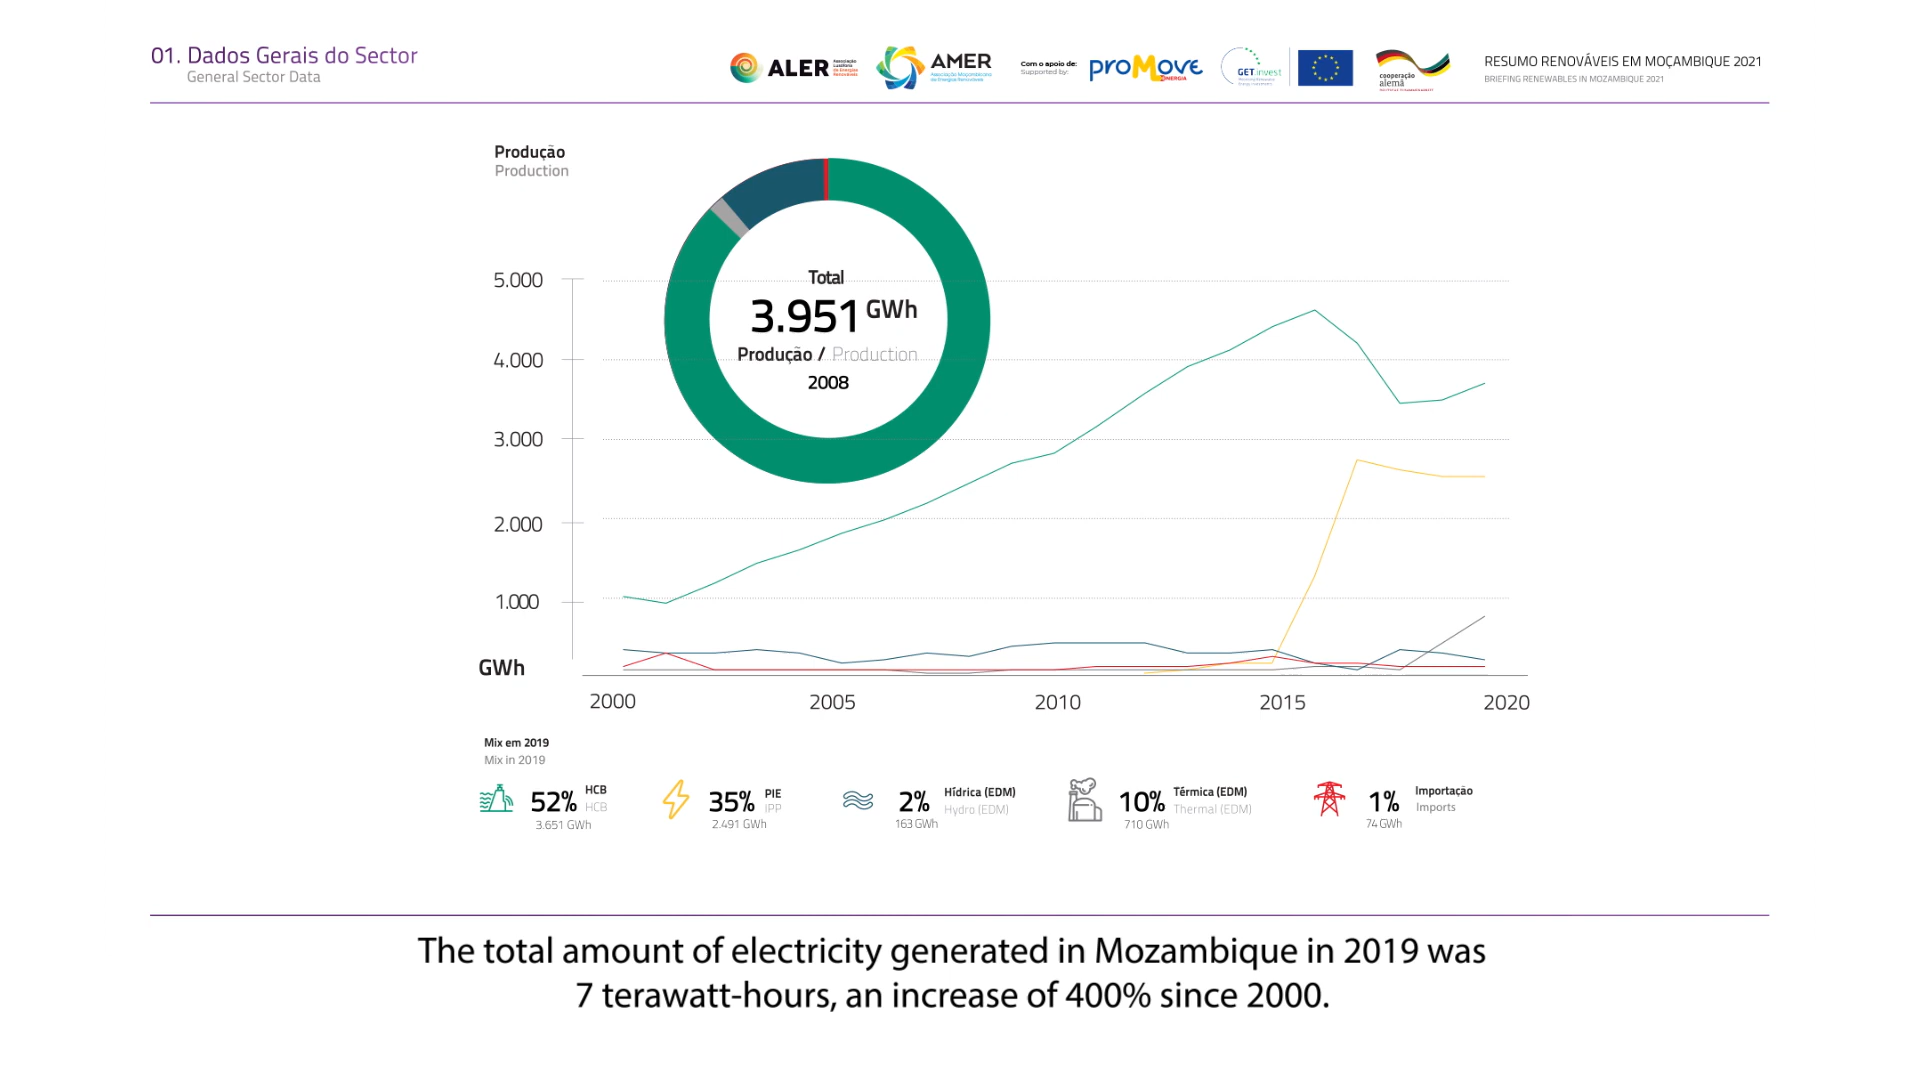 01. Dados Gerais do Sector
General Sector Data
ALER
AMER
Com o apoio de:
Supported by:
proMove
ENERGIA
GET.invest
cooperação
alemã
RESUMO RENOVÁVEIS EM MOÇAMBIQUE 2021
BRIEFING RENEWABLES IN MOZAMBIQUE 2021
Produção
Production
Total
3.951 GWh
Produção / Production
2008
5.000
4.000
3.000
2.000
1.000
GWh
2000
2005
2010
2015
2020
Mix em 2019
Mix in 2019
52% HCB
HCB
3.651 GWh
35% PIE
IPP
2.491 GWh
2% Hídrica (EDM)
Hydro (EDM)
163 GWh
10% Térmica (EDM)
Thermal (EDM)
710 GWh
1% Importação
Imports
74 GWh
The total amount of electricity generated in Mozambique in 2019 was
7 terawatt-hours, an increase of 400% since 2000.